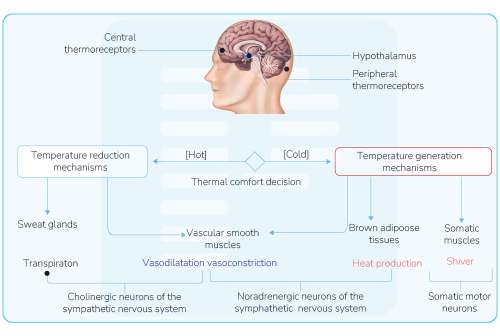 Central
thermoreceptors
Hypothalamus
Peripheral
thermoreceptors
[Hot]
[Cold]
Temperature reduction
mechanisms
Temperature generation
mechanisms
Thermal comfort decision
Sweat glands
Vascular smooth
muscles
Brown adipoose
tissues
Somatic
muscles
Transpiraton
Vasodilatation vasoconstriction
Heat production
Shiver
Cholinergic neurons of the
sympathetic nervous system
Noradrenergic neurons of the
sympathetic nervous system
Somatic motor
neurons